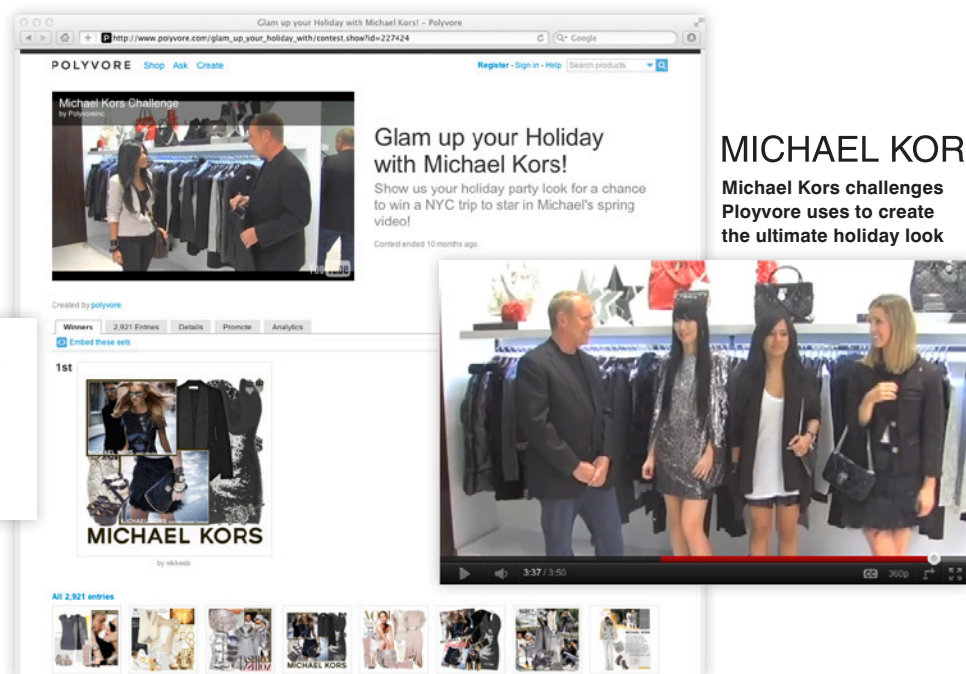 Glam up your Holiday with Michael Kors! – Polyvore
http://www.polyvore.com/glam_up_your_holiday_with/contest.show?id=227424
Google
POLYVORE Shop Ask Create
Register - Sign in - Help Search products
Michael Kors Challenge
by Polyvoreinc
Glam up your Holiday
with Michael Kors!
Show us your holiday party look for a chance
to win a NYC trip to star in Michael's spring
video!
Contest ended 10 months ago.
YouTube
MICHAEL KOR
Michael Kors challenges
Ployvore uses to create
the ultimate holiday look
Created by polyvore.
Winners 2,921 Entries Details Promote Analytics
Embed these sets
1st
MICHAEL KORS
by nikkeeb
3:37 / 3:50
CC 360p
All 2,921 entries
MICHAEL KORS